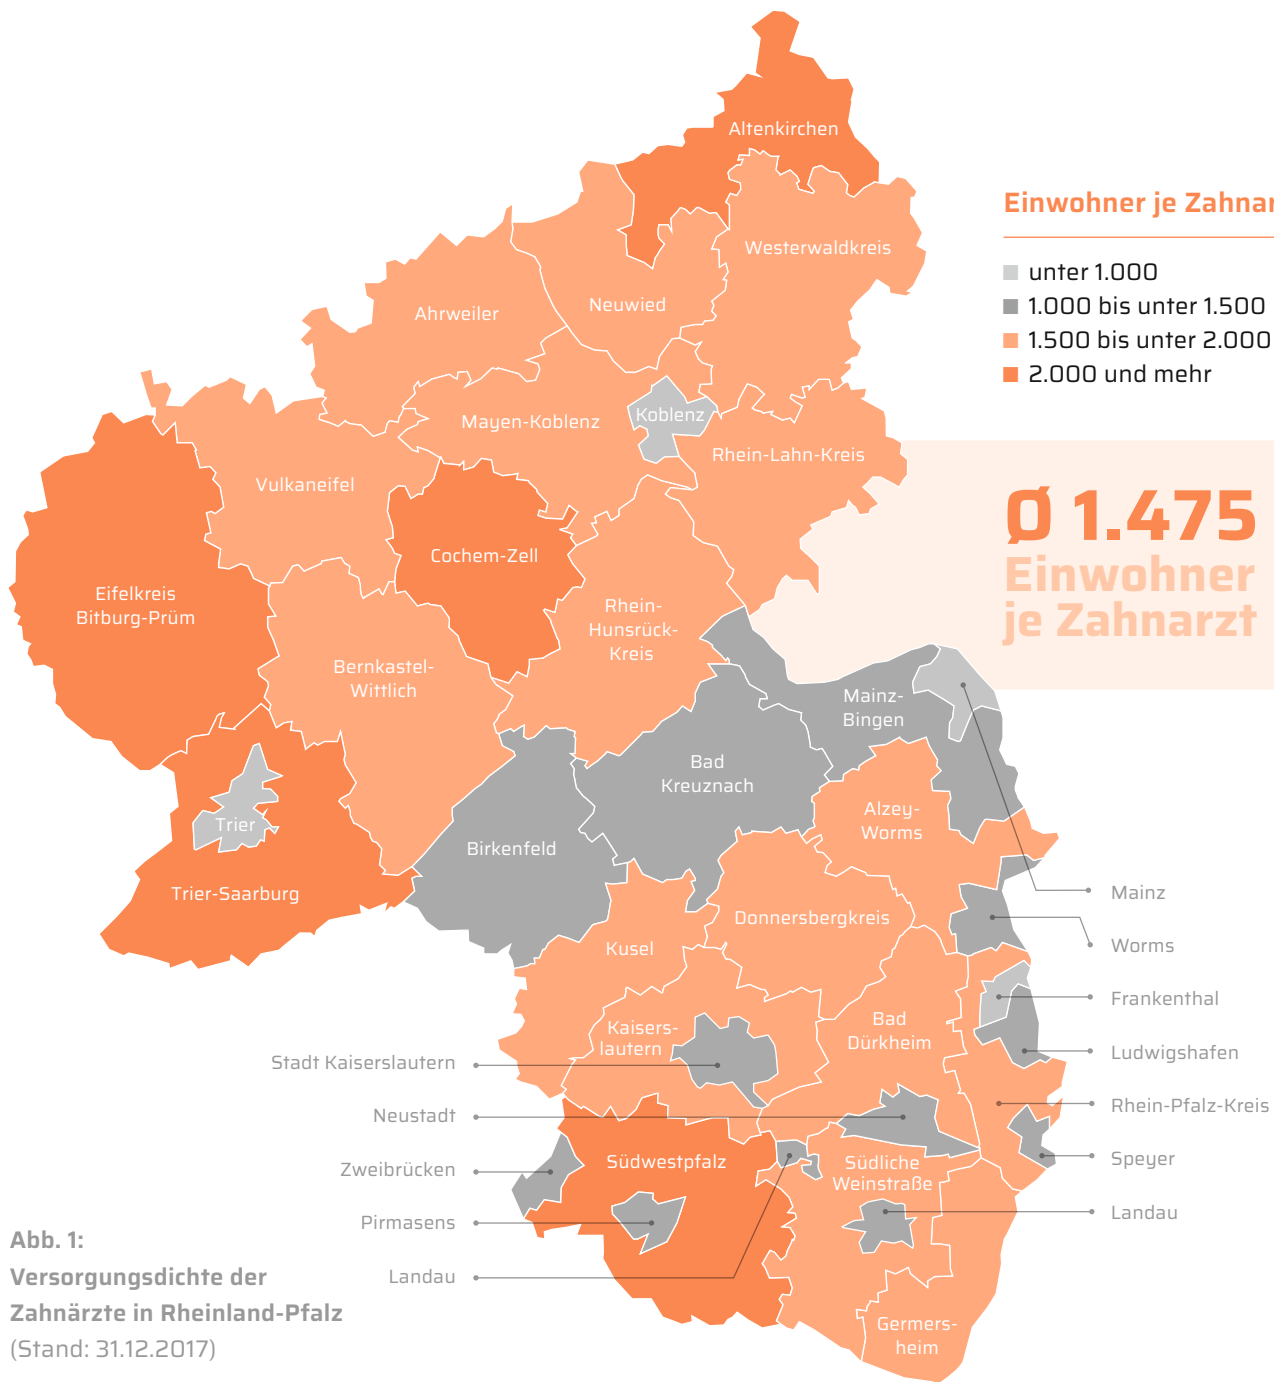 Altenkirchen
Einwohner je Zahnar
Westerwaldkreis
unter 1.000
Neuwied
1.000 bis unter 1.500
Ahrweiler
1.500 bis unter 2.000
2.000 und mehr
Koblenz
Mayen-Koblenz
Rhein-Lahn-Kreis
Vulkaneifel
Ø 1.475
Einwohner
je Zahnarzt
Cochem-Zell
Eifelkreis
Bitburg-Prüm
Rhein-
Hunsrück-
Kreis
Bernkastel-
Wittlich
Mainz-
Bingen
Bad
Kreuznach
Alzey-
Worms
Trier
Birkenfeld
Trier-Saarburg
Mainz
Donnersbergkreis
Kusel
Worms
Frankenthal
Bad
Dürkheim
Kaisers-
lautern
Ludwigshafen
Stadt Kaiserslautern
Rhein-Pfalz-Kreis
Neustadt
Speyer
Südwestpfalz
Südliche
Weinstraße
Zweibrücken
Landau
Pirmasens
Landau
Germers-
heim
Abb. 1:
Versorgungsdichte der
Zahnärzte in Rheinland-Pfalz
(Stand: 31.12.2017)